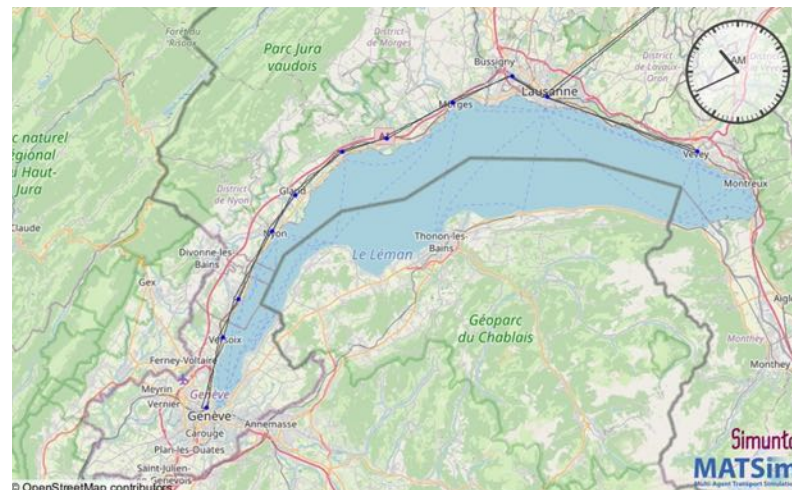 Forêt du
Risoux
Parc Jura
vaudois
District
de Morges
Bussigny
Lausanne
District
de Lavaux-
Oron
AM
Morges
A1
c naturel
égional
u Haut-
Jura
District
de Nyon
Gland
Vevey
Montreux
Claude
Nyon
Divonne-les-
Bains
Thonon-les-
Bains
Le Léman
Gex
Aigl
Géoparc
du Chablais
Versoix
Ferney-Voltaire
Monthey
Monthey
Meyrin
Vernier
Genève
Genève
Carouge
Annemasse
Plan-les-Ouates
Saint-Julien-
en-Genevois
Simunto
MATSim
Multi-Agent Transport Simulation
© OpenStreetMap contributors